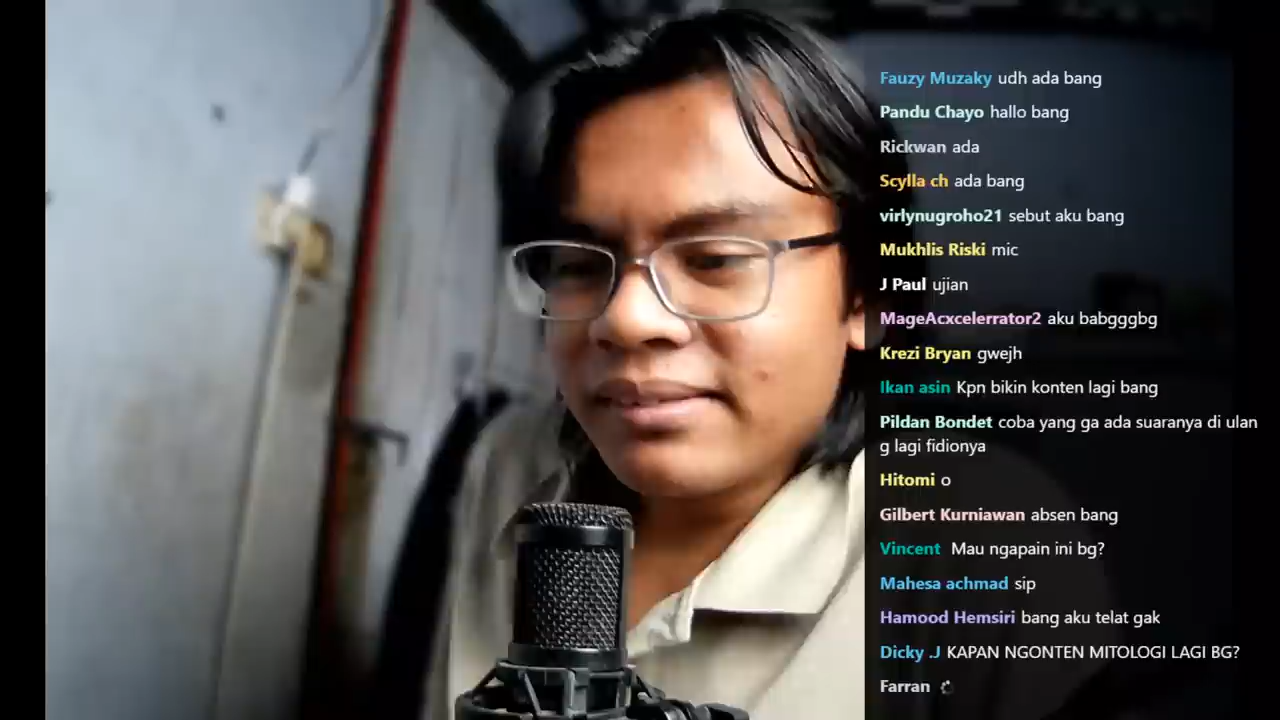 Fauzy Muzaky udh ada bang
Pandu Chayo hallo bang
Rickwan ada
Scylla ch ada bang
virlynugroho21 sebut aku bang
Mukhlis Riski mic
J Paul ujian
MageAcxcelerrator2 aku babgggbg
Krezi Bryan gwejh
Ikan asin Kpn bikin konten lagi bang
Pildan Bondet coba yang ga ada suaranya di ulan
g lagi fidionya
Hitomi o
Gilbert Kurniawan absen bang
Vincent Mau ngapain ini bg?
Mahesa achmad sip
Hamood Hemsiri bang aku telat gak
Dicky .J KAPAN NGONTEN MITOLOGI LAGI BG?
Farran